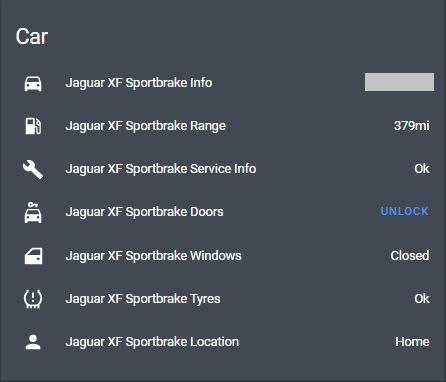 Car
Jaguar XF Sportbrake Info
Jaguar XF Sportbrake Range 379mi
Jaguar XF Sportbrake Service Info Ok
Jaguar XF Sportbrake Doors UNLOCK
Jaguar XF Sportbrake Windows Closed
Jaguar XF Sportbrake Tyres Ok
Jaguar XF Sportbrake Location Home